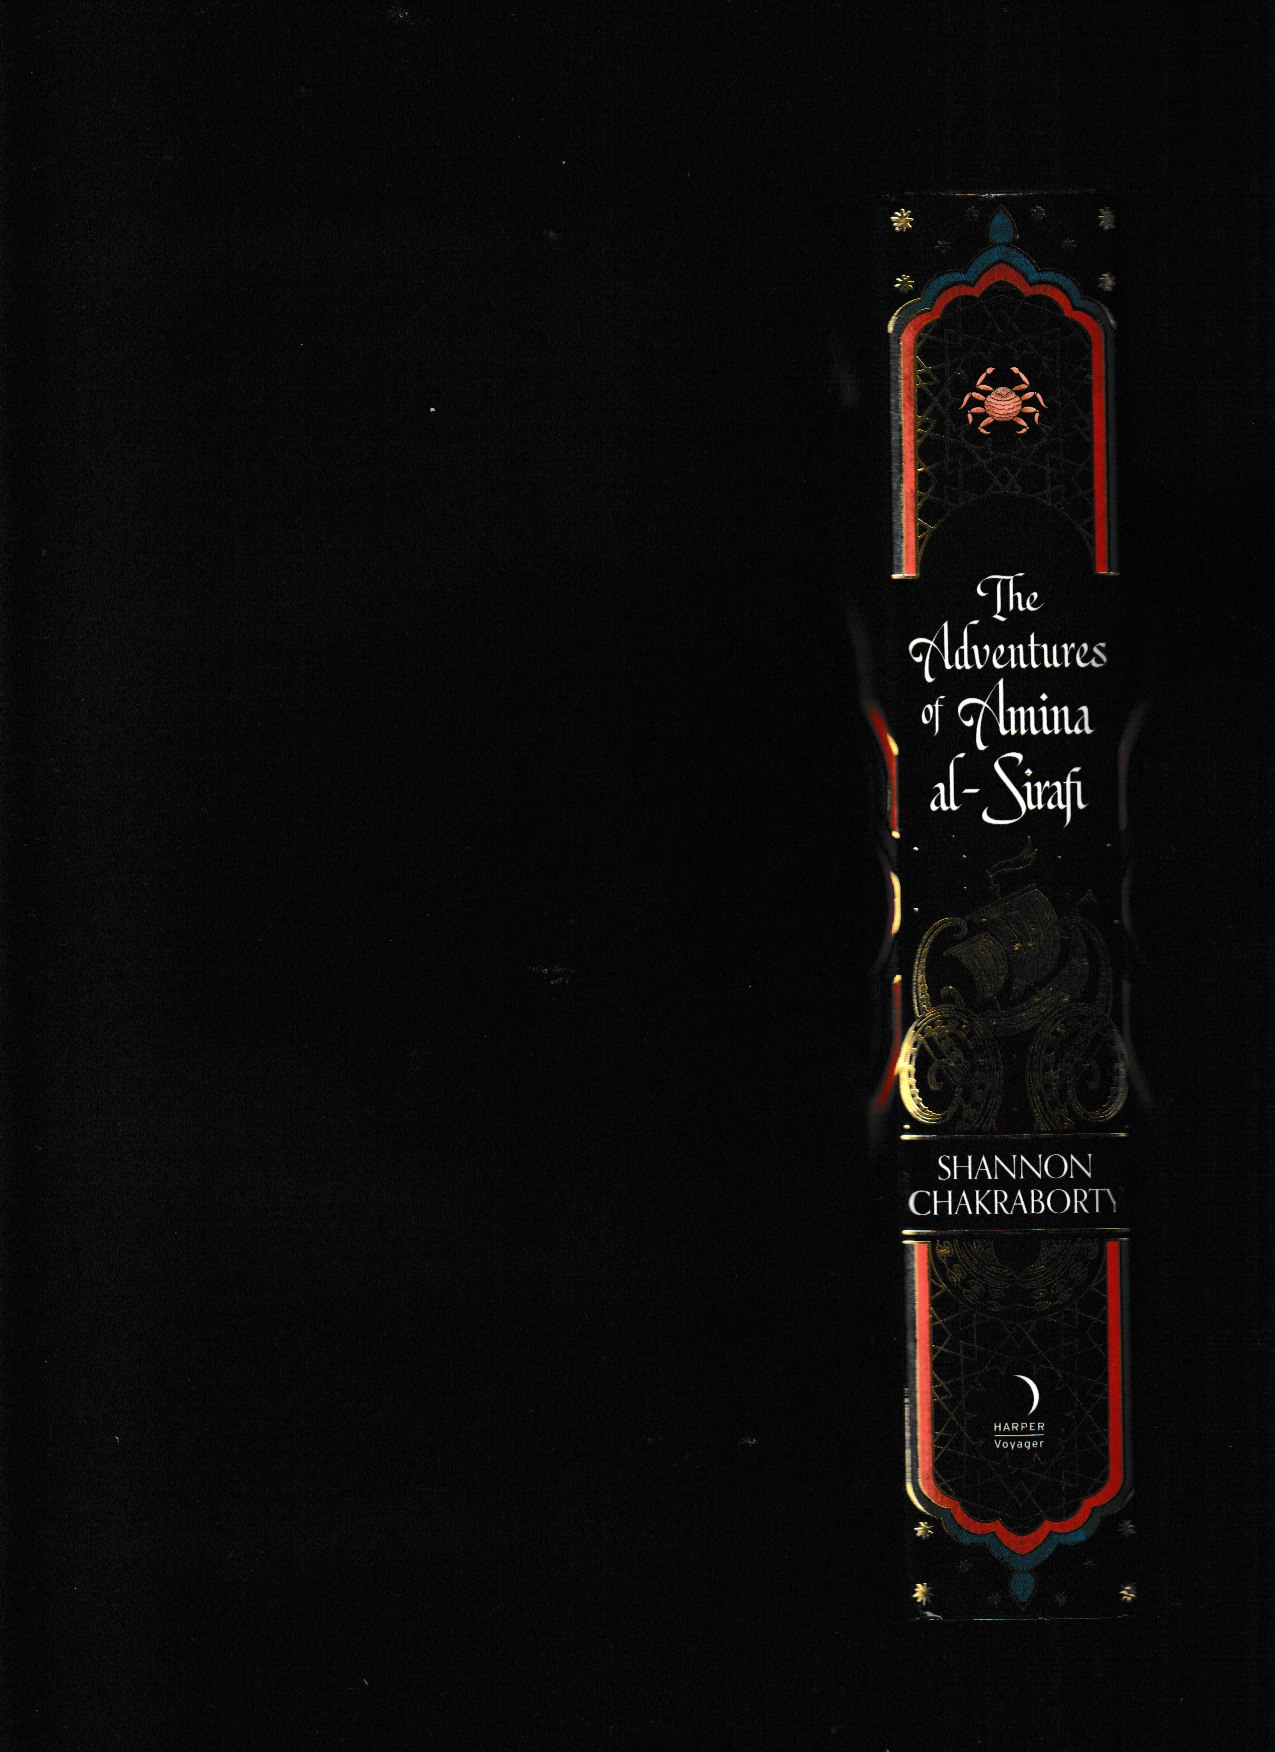 The
Adventures
of Amina
al-Sirafi
SHANNON
CHAKRABORTY
HARPER
Voyager